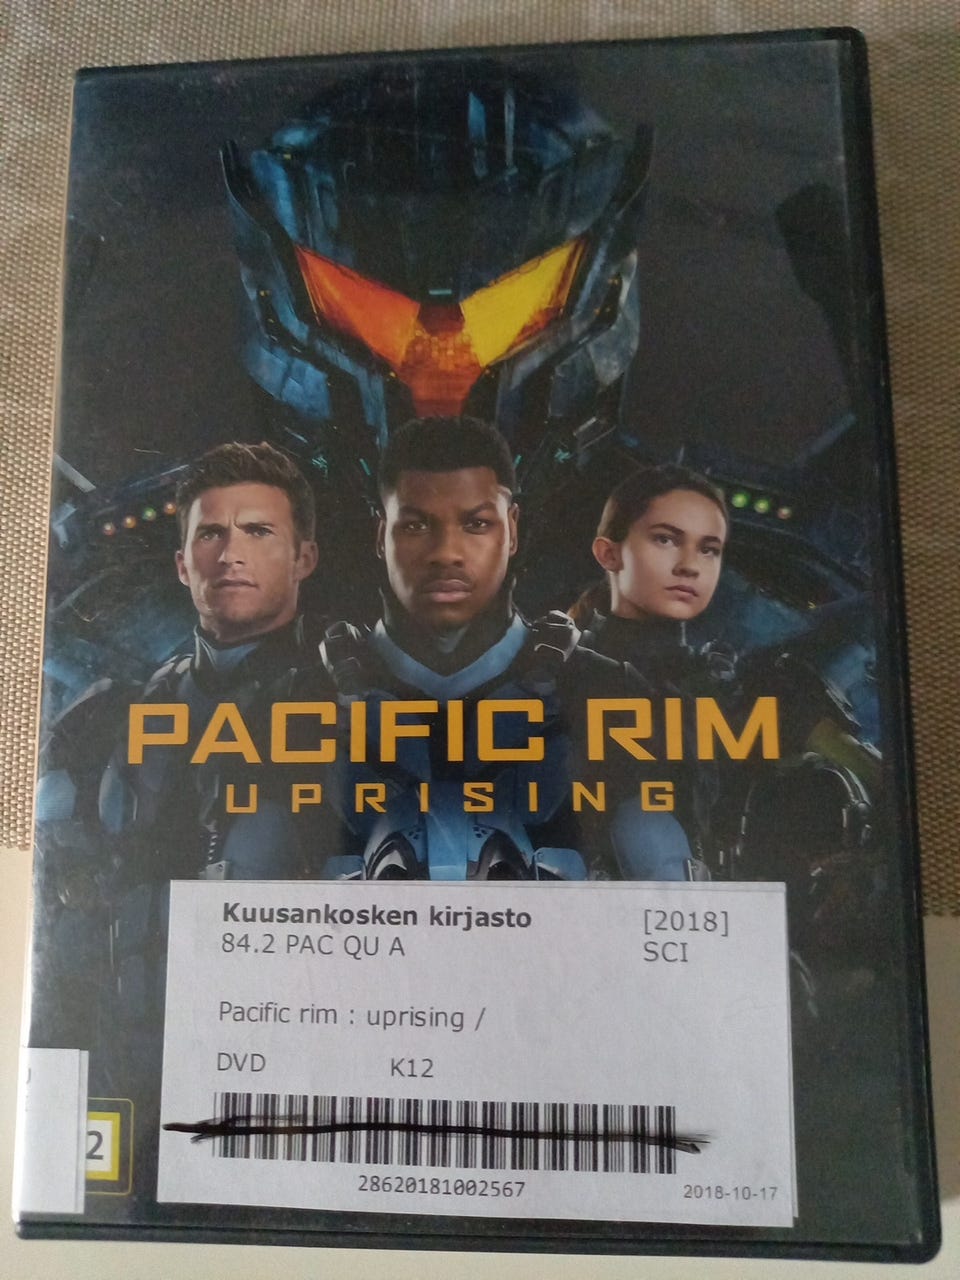 PACIFIC RIM
UPRISING
Kuusankosken kirjasto [2018]
84.2 PAC QU A SCI
Pacific rim : uprising /
DVD K12
28620181002567
2018-10-17
2